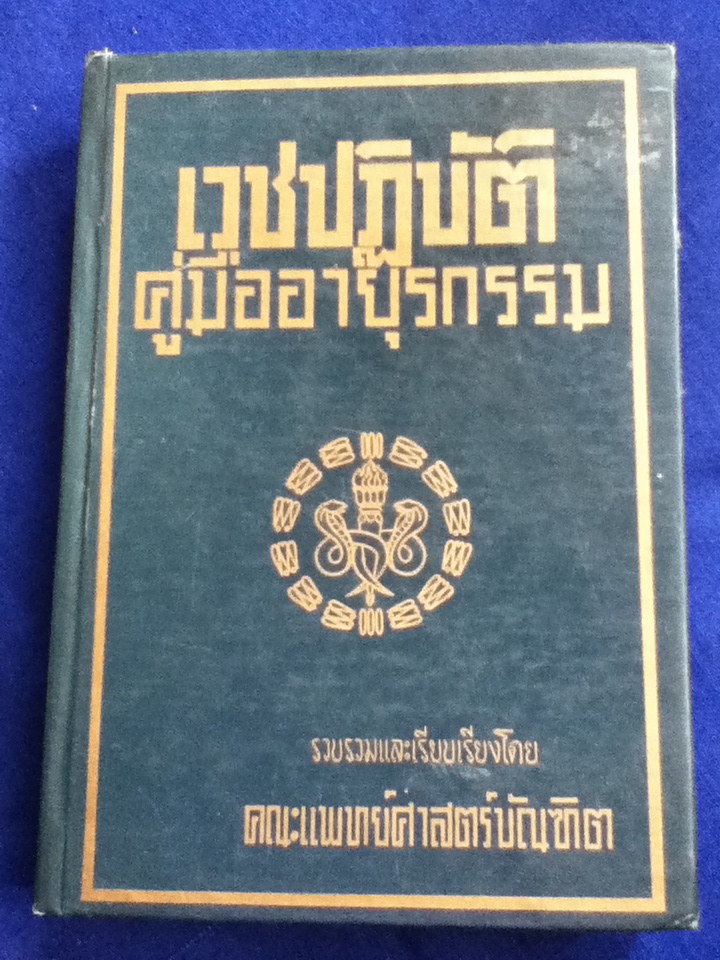 เวชปฏิบัติ
คู่มืออายุรกรรม
รวบรวมและเรียบเรียงโดย
คณะแพทย์ศาสตร์บัณฑิต